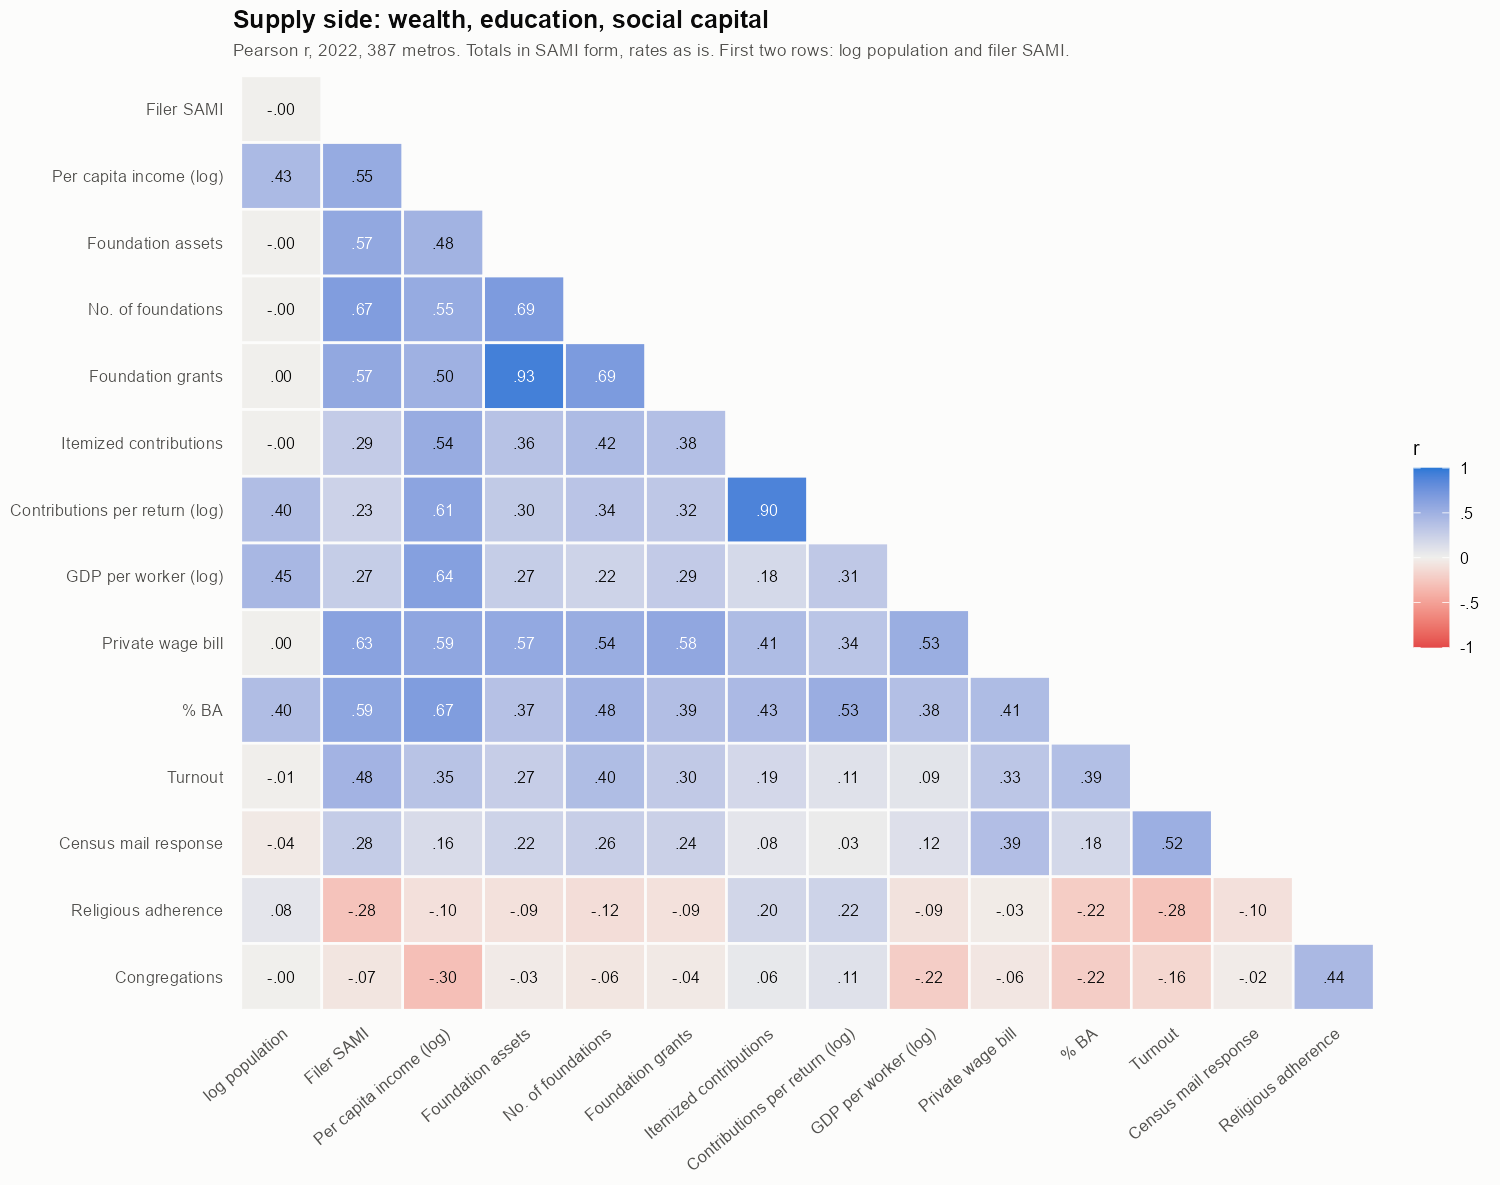 Supply side: wealth, education, social capital
Pearson r, 2022, 387 metros. Totals in SAMI form, rates as is. First two rows: log population and filer SAMI.
Filer SAMI -.00
Per capita income (log) .43 .55
Foundation assets -.00 .57 .48
No. of foundations -.00 .67 .55 .69
Foundation grants .00 .57 .50 .93 .69
Itemized contributions -.00 .29 .54 .36 .42 .38
Contributions per return (log) .40 .23 .61 .30 .34 .32 .90
GDP per worker (log) .45 .27 .64 .27 .22 .29 .18 .31
Private wage bill .00 .63 .59 .57 .54 .58 .41 .34 .53
% BA .40 .59 .67 .37 .48 .39 .43 .53 .38 .41
Turnout -.01 .48 .35 .27 .40 .30 .19 .11 .09 .33 .39
Census mail response -.04 .28 .16 .22 .26 .24 .08 .03 .12 .39 .18 .52
Religious adherence .08 -.28 -.10 -.09 -.12 -.09 .20 .22 -.09 -.03 -.22 -.28 -.10
Congregations -.00 -.07 -.30 -.03 -.06 -.04 .06 .11 -.22 -.06 -.22 -.16 -.02 .44
log population
Filer SAMI
Per capita income (log)
Foundation assets
No. of foundations
Foundation grants
Itemized contributions
Contributions per return (log)
GDP per worker (log)
Private wage bill
% BA
Turnout
Census mail response
Religious adherence
r
1
.5
0
-.5
-1